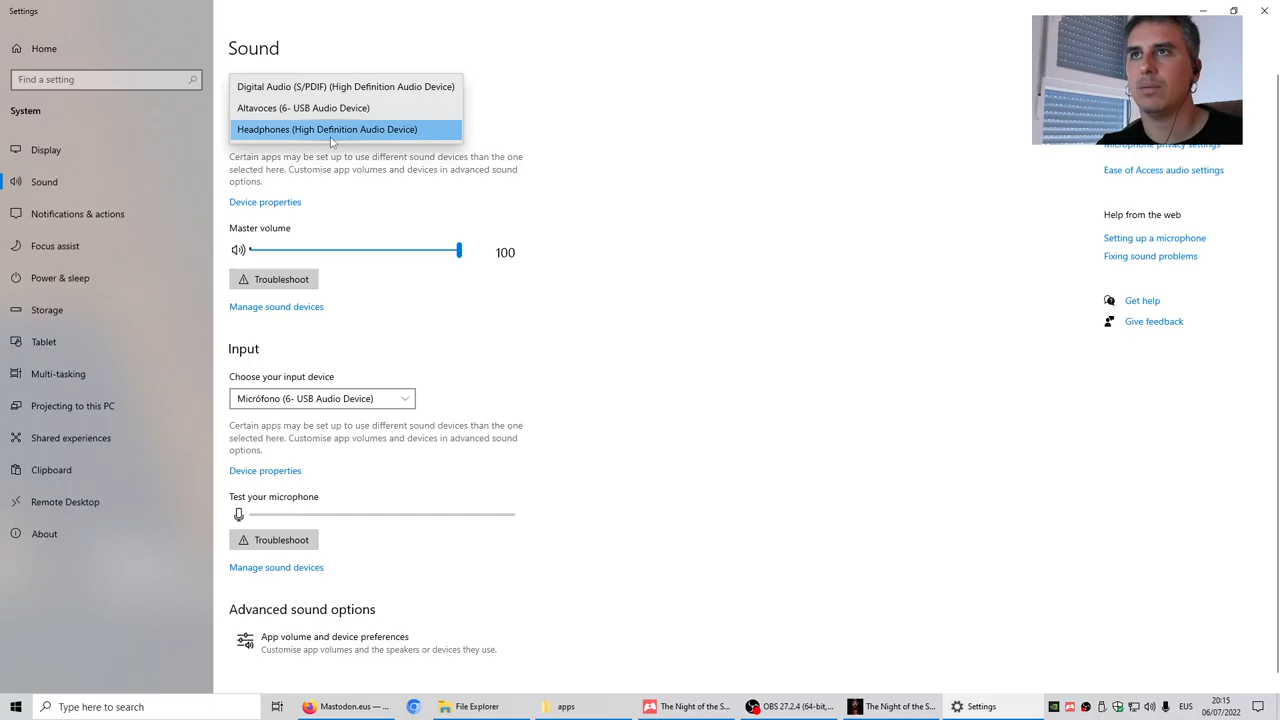 Settings
Home
Find a setting
System
Display
Sound
Notifications & actions
Focus assist
Power & sleep
Storage
Tablet
Multi-tasking
Projecting to this PC
Shared experiences
Clipboard
Remote Desktop
About
Sound
Digital Audio (S/PDIF) (High Definition Audio Device)
Altavoces (6- USB Audio Device)
Headphones (High Definition Audio Device)
Certain apps may be set up to use different sound devices than the one
selected here. Customise app volumes and devices in advanced sound
options.
Device properties
Master volume
100
Troubleshoot
Manage sound devices
Input
Choose your input device
Micrófono (6- USB Audio Device)
Certain apps may be set up to use different sound devices than the one
selected here. Customise app volumes and devices in advanced sound
options.
Device properties
Test your microphone
Troubleshoot
Manage sound devices
Advanced sound options
App volume and device preferences
Customise app volumes and the speakers or devices they use.
Microphone privacy settings
Ease of Access audio settings
Help from the web
Setting up a microphone
Fixing sound problems
Get help
Give feedback
Type here to search
Mastodon.eus — ...
File Explorer
apps
The Night of the S...
OBS 27.2.4 (64-bit,...
The Night of the S...
Settings
EUS
20:15
06/07/2022